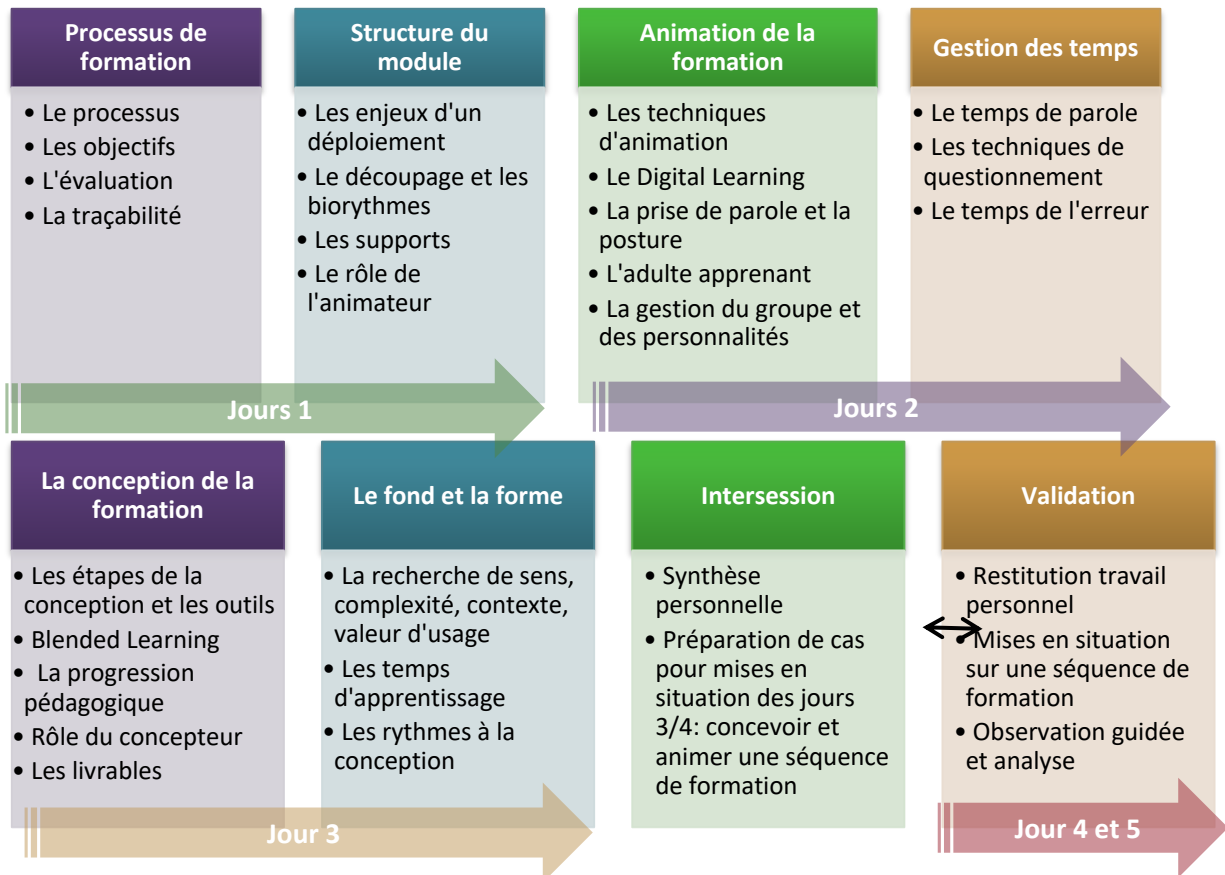 Processus de
formation
• Le processus
• Les objectifs
• L'évaluation
• La traçabilité
Structure du
module
• Les enjeux d'un
déploiement
• Le découpage et les
biorythmes
• Les supports
• Le rôle de
l'animateur
Jours 1
Animation de la
formation
• Les techniques
d'animation
• Le Digital Learning
• La prise de parole et la
posture
• L'adulte apprenant
• La gestion du groupe et
des personnalités
Gestion des temps
• Le temps de parole
• Les techniques de
questionnement
• Le temps de l'erreur
Jours 2
La conception de la
formation
• Les étapes de la
conception et les outils
• Blended Learning
• La progression
pédagogique
• Rôle du concepteur
• Les livrables
Le fond et la forme
• La recherche de sens,
complexité, contexte,
valeur d'usage
• Les temps
d'apprentissage
• Les rythmes à la
conception
Jour 3
Intersession
• Synthèse
personnelle
• Préparation de cas
pour mises en
situation des jours
3/4: concevoir et
animer une séquence
de formation
Validation
• Restitution travail
personnel
• Mises en situation
sur une séquence de
formation
• Observation guidée
et analyse
Jour 4 et 5